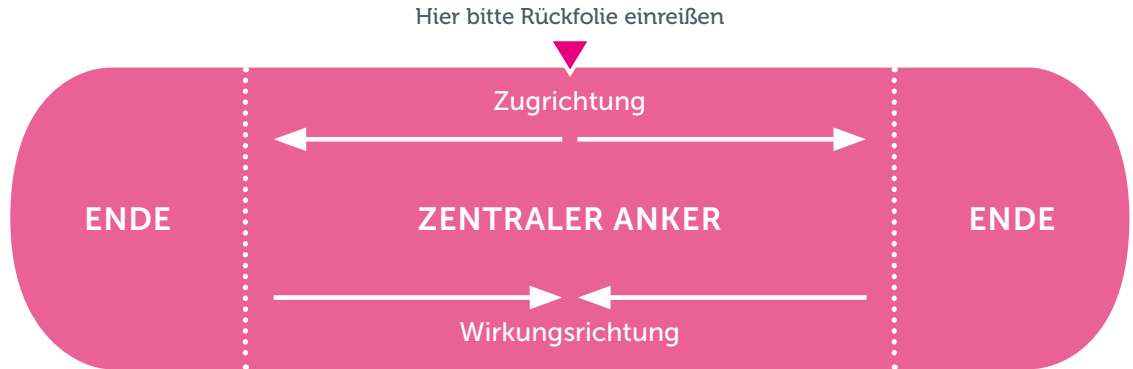 Hier bitte Rückfolie einreißen
Zugrichtung
ENDE
ZENTRALER ANKER
ENDE
Wirkungsrichtung